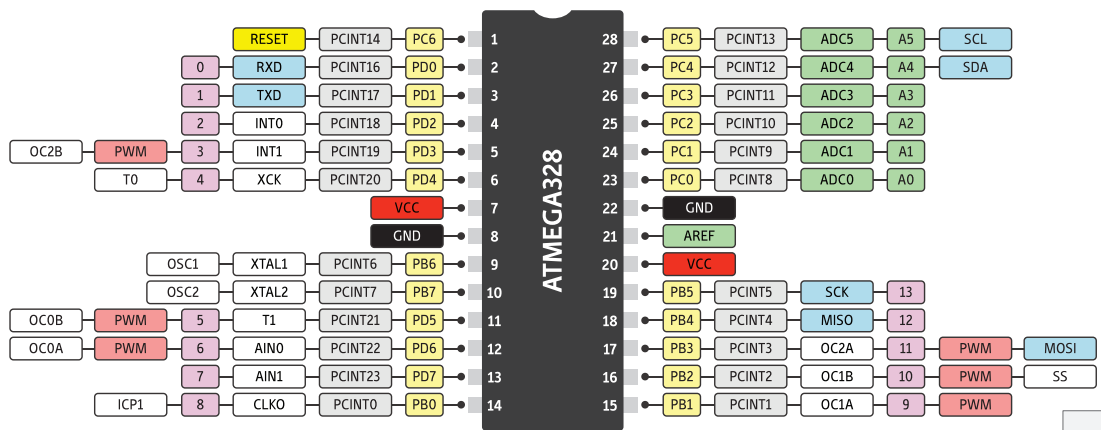 RESET PCINT14 PC6 1 28 PC5 PCINT13 ADC5 A5 SCL
0 RXD PCINT16 PD0 2 27 PC4 PCINT12 ADC4 A4 SDA
1 TXD PCINT17 PD1 3 26 PC3 PCINT11 ADC3 A3
2 INT0 PCINT18 PD2 4 25 PC2 PCINT10 ADC2 A2
OC2B PWM 3 INT1 PCINT19 PD3 5 24 PC1 PCINT9 ADC1 A1
T0 4 XCK PCINT20 PD4 6 23 PC0 PCINT8 ADC0 A0
VCC 7 22 GND
GND 8 21 AREF
ATMEGA328
OSC1 XTAL1 PCINT6 PB6 9 20 VCC
OSC2 XTAL2 PCINT7 PB7 10 19 PB5 PCINT5 SCK 13
OC0B PWM 5 T1 PCINT21 PD5 11 18 PB4 PCINT4 MISO 12
OC0A PWM 6 AIN0 PCINT22 PD6 12 17 PB3 PCINT3 OC2A 11 PWM MOSI
7 AIN1 PCINT23 PD7 13 16 PB2 PCINT2 OC1B 10 PWM SS
ICP1 8 CLKO PCINT0 PB0 14 15 PB1 PCINT1 OC1A 9 PWM